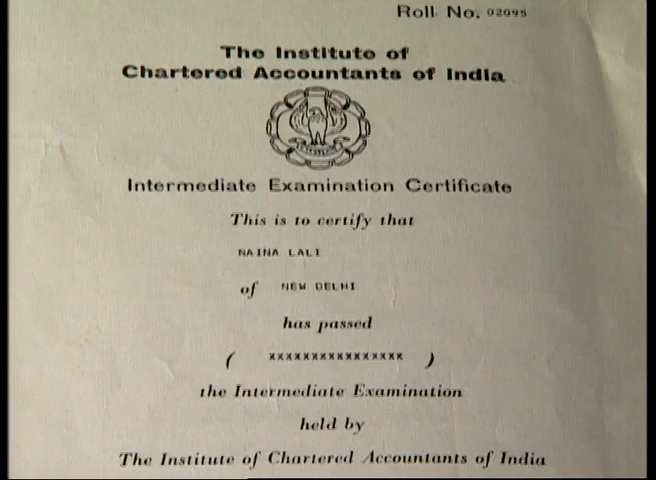 Roll. No. 02095
The Institute of
Chartered Accountants of India
Intermediate Examination Certificate
This is to certify that
NAINA LALI
of NEW DELHI
has passed
( xxxxxxxxxxxxxxxx )
the Intermediate Examination
held by
The Institute of Chartered Accountants of India